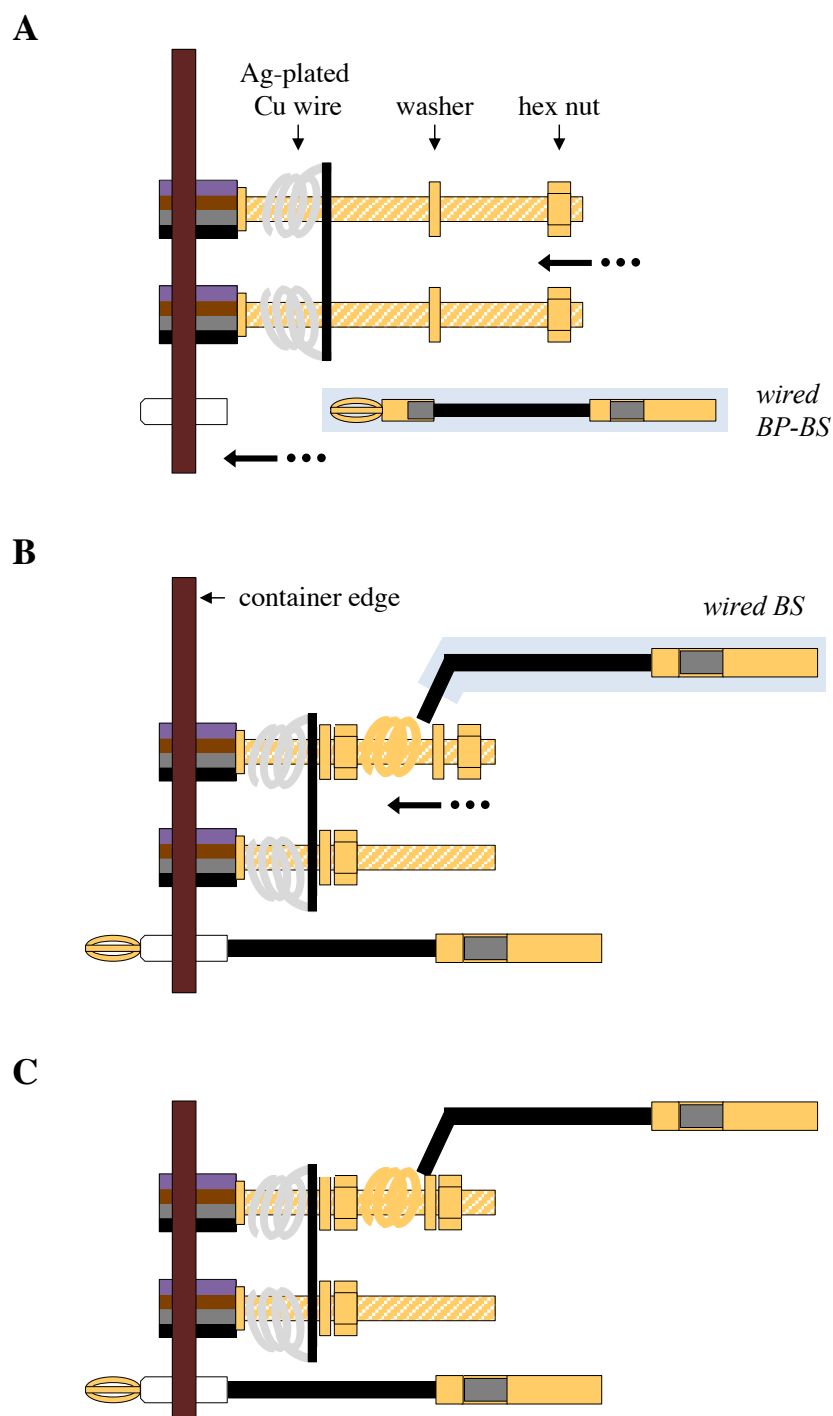 A
Ag-plated
Cu wire
washer
hex nut
wired
BP-BS
B
container edge
wired BS
C